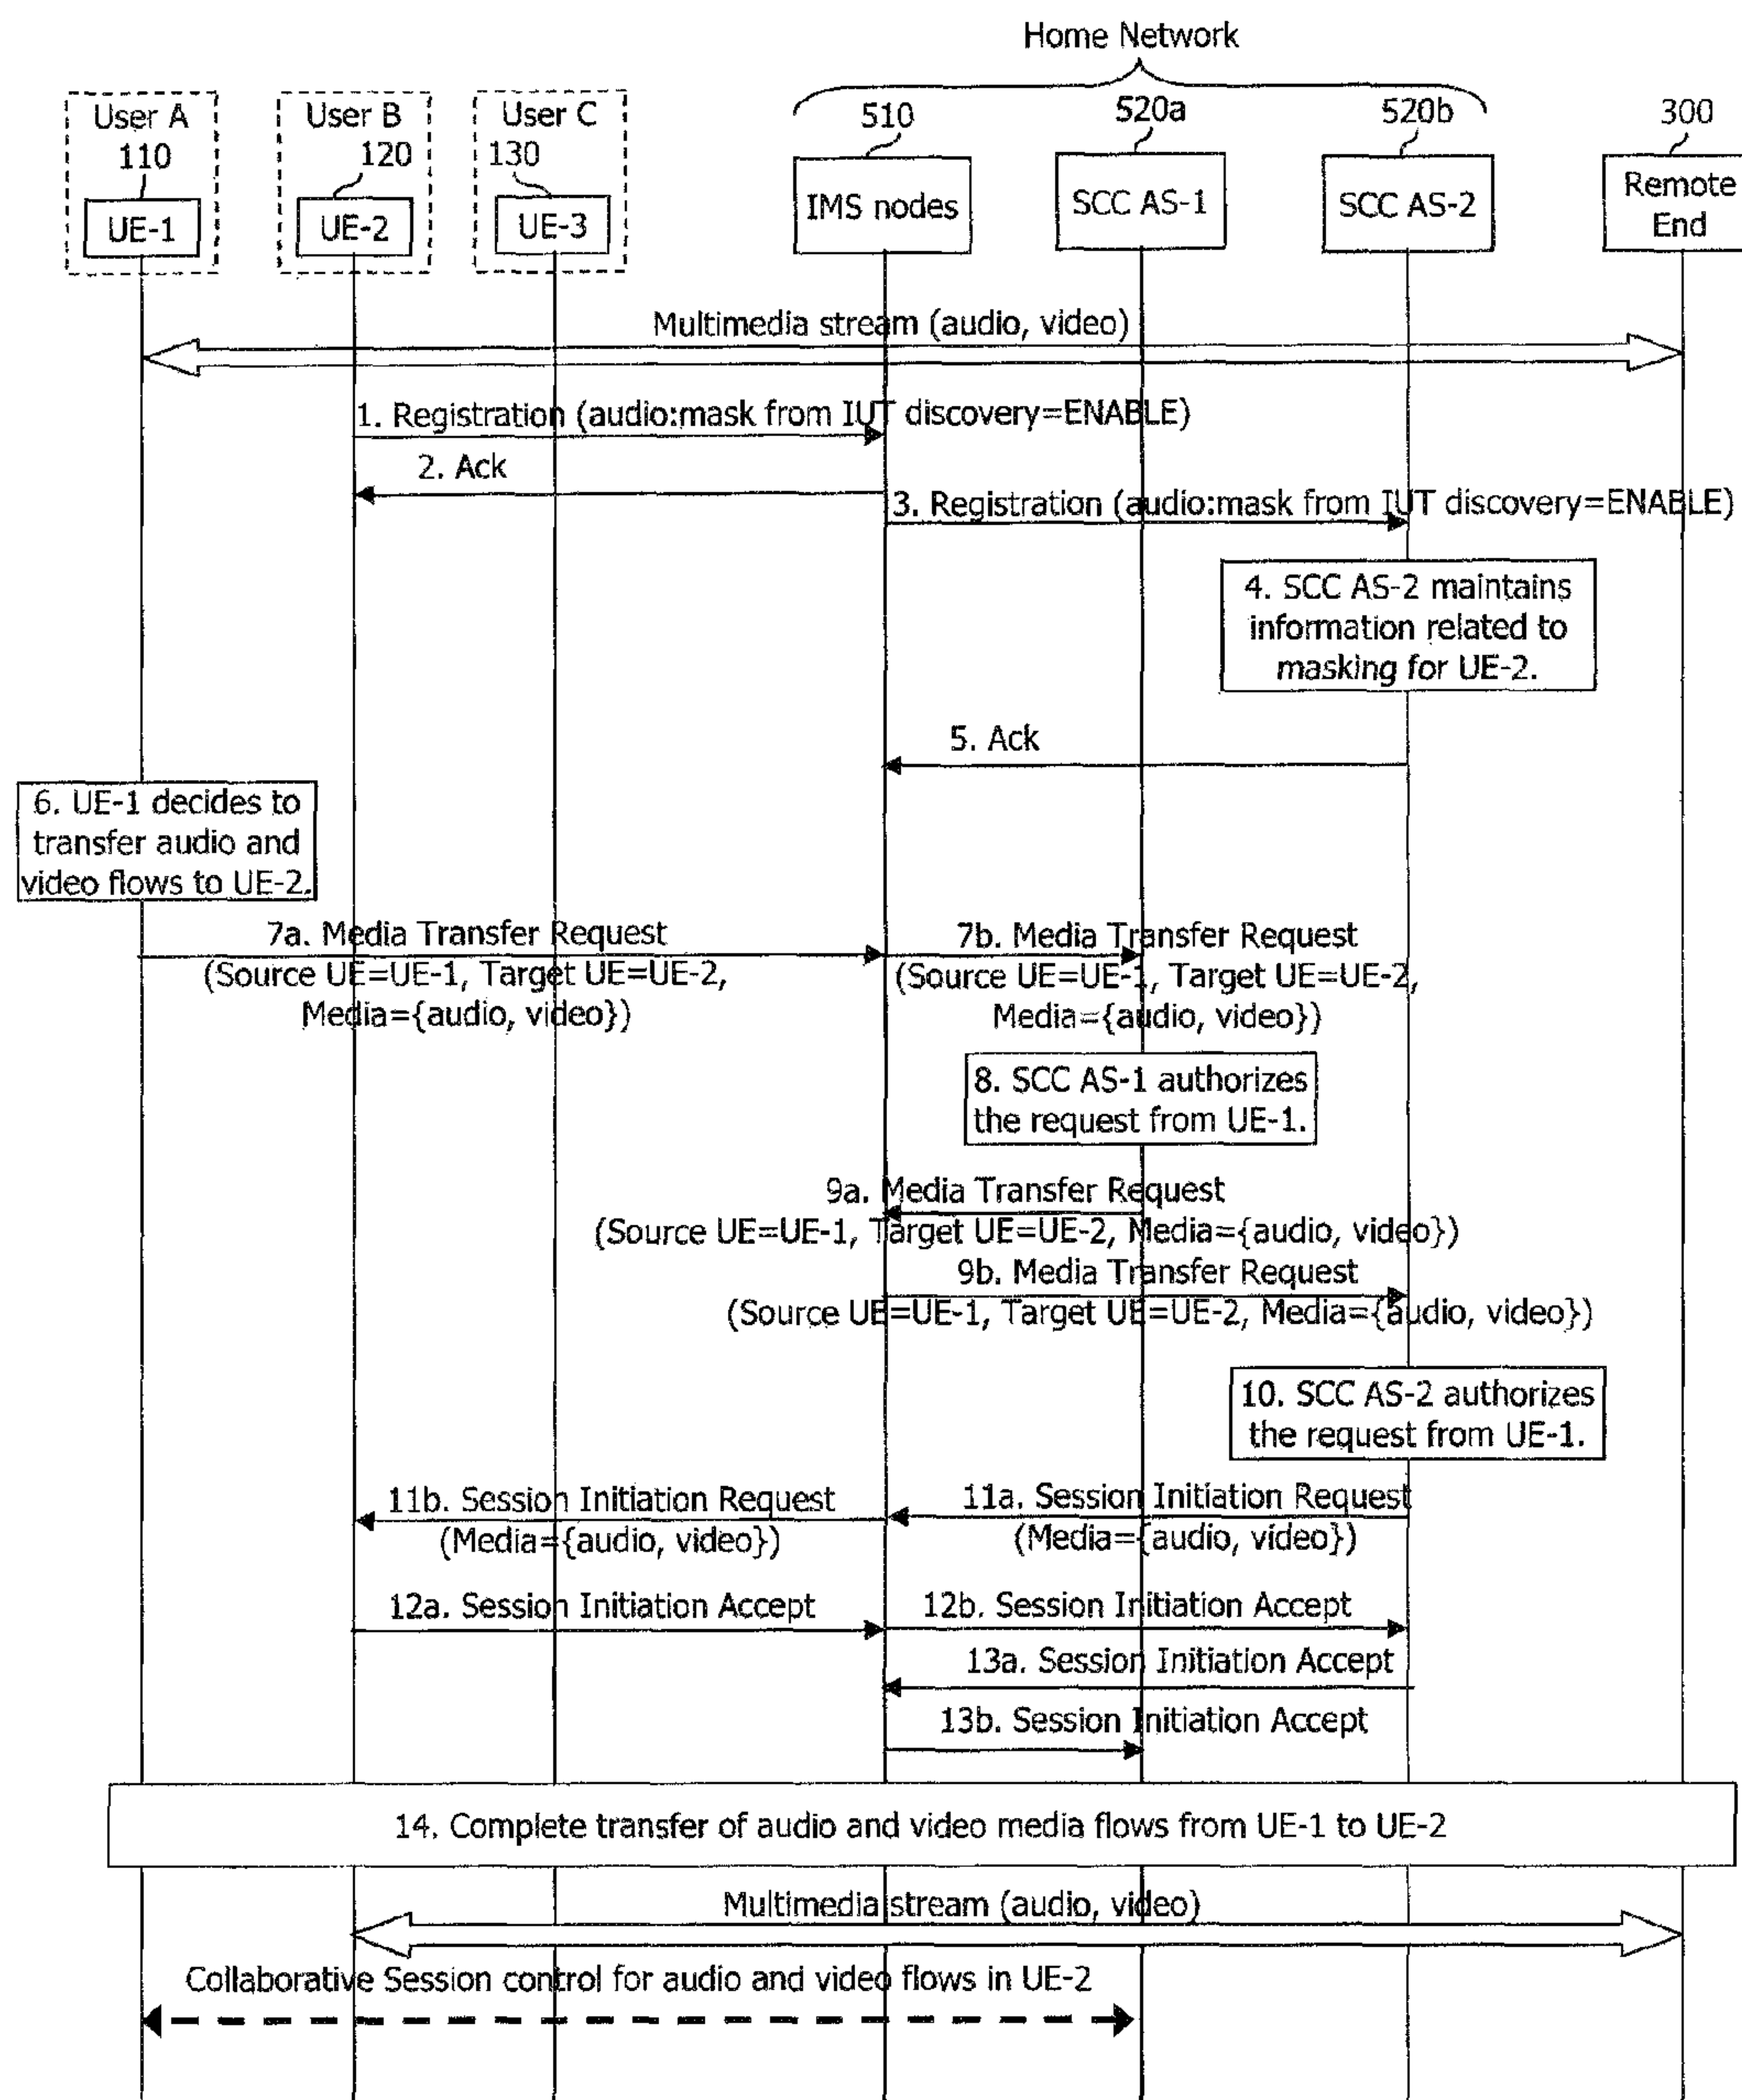 Home Network
User A
User B
User C
510
520a
520b
300
110
120
130
UE-1
UE-2
UE-3
IMS nodes
SCC AS-1
SCC AS-2
Remote
End
Multimedia stream (audio, video)
1. Registration (audio:mask from IUT discovery=ENABLE)
2. Ack
3. Registration (audio:mask from IUT discovery=ENABLE)
4. SCC AS-2 maintains
information related to
masking for UE-2.
5. Ack
6. UE-1 decides to
transfer audio and
video flows to UE-2.
7a. Media Transfer Request
(Source UE=UE-1, Target UE=UE-2,
Media={audio, video})
7b. Media Transfer Request
(Source UE=UE-1, Target UE=UE-2,
Media={audio, video})
8. SCC AS-1 authorizes
the request from UE-1.
9a. Media Transfer Request
(Source UE=UE-1, Target UE=UE-2, Media={audio, video})
9b. Media Transfer Request
(Source UE=UE-1, Target UE=UE-2, Media={audio, video})
10. SCC AS-2 authorizes
the request from UE-1.
11b. Session Initiation Request
(Media={audio, video})
11a. Session Initiation Request
(Media={audio, video})
12a. Session Initiation Accept
12b. Session Initiation Accept
13a. Session Initiation Accept
13b. Session Initiation Accept
14. Complete transfer of audio and video media flows from UE-1 to UE-2
Multimedia stream (audio, video)
Collaborative Session control for audio and video flows in UE-2